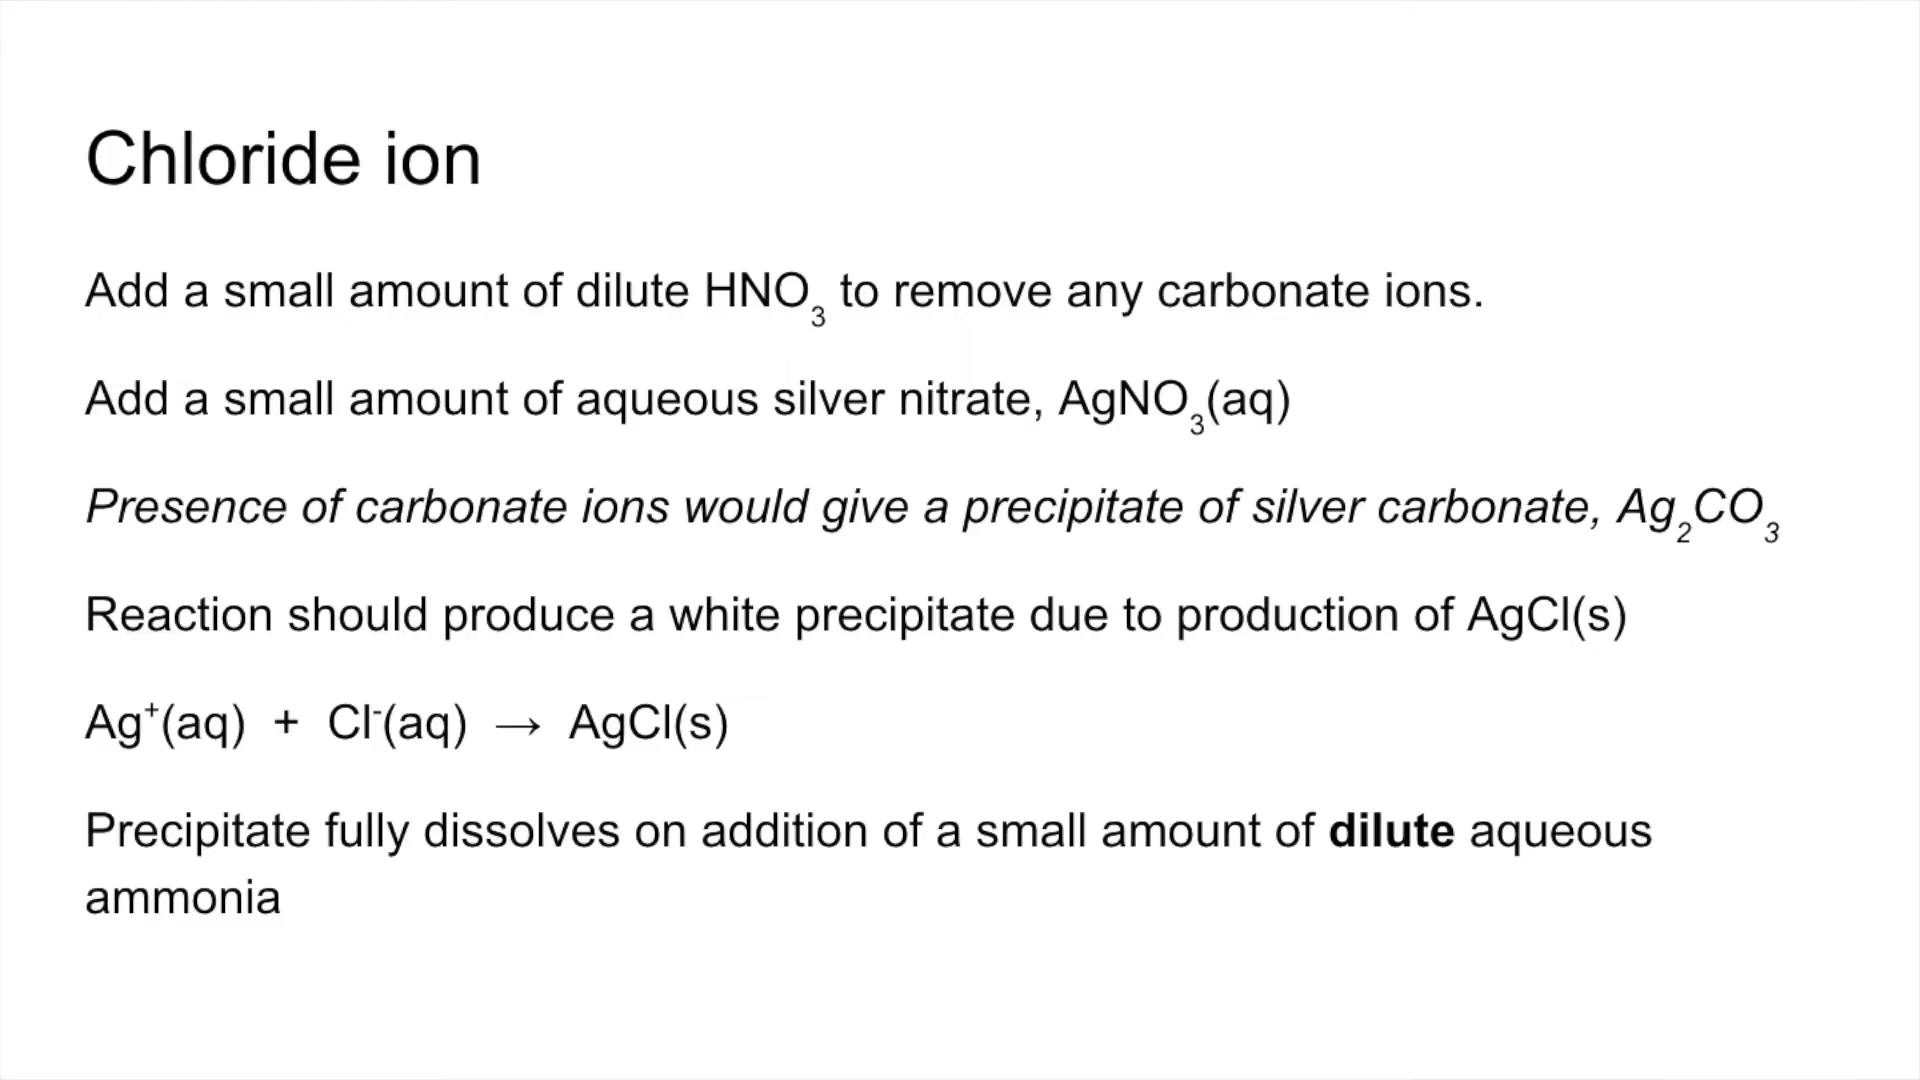 Chloride ion
Add a small amount of dilute HNO₃ to remove any carbonate ions.
Add a small amount of aqueous silver nitrate, AgNO₃(aq)
Presence of carbonate ions would give a precipitate of silver carbonate, Ag₂CO₃
Reaction should produce a white precipitate due to production of AgCl(s)
Ag⁺(aq) + Cl⁻(aq) → AgCl(s)
Precipitate fully dissolves on addition of a small amount of dilute aqueous
ammonia